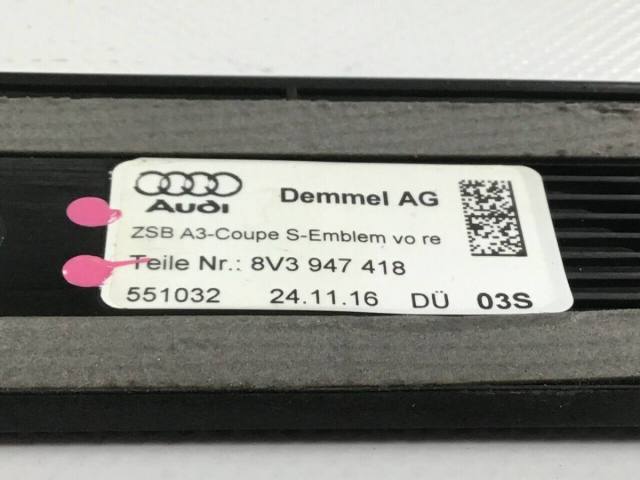 Audi Demmel AG
ZSB A3-Coupe S-Emblem vo re
Teile Nr.: 8V3 947 418
551032 24.11.16 DÜ 03S